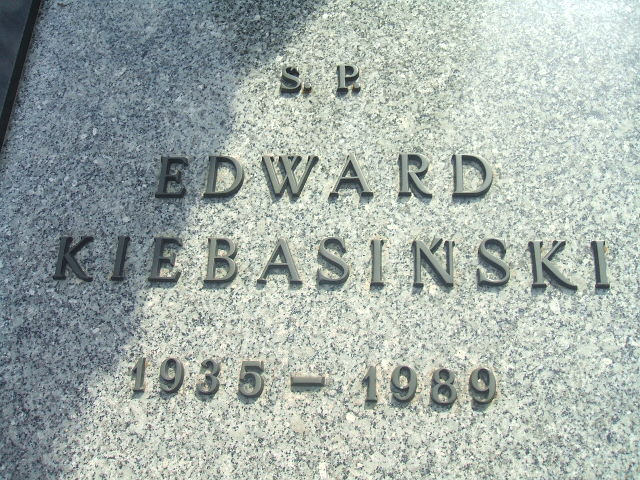 S. P.
EDWARD
KIEBASIŃSKI
1935 – 1989